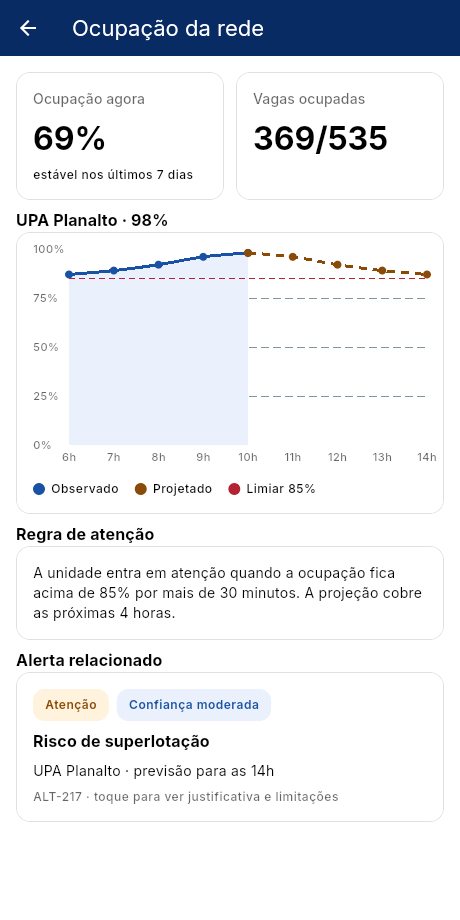 Ocupação da rede
Ocupação agora
69%
estável nos últimos 7 dias
Vagas ocupadas
369/535
UPA Planalto · 98%
100%
75%
50%
25%
0%
6h 7h 8h 9h 10h 11h 12h 13h 14h
Observado Projetado Limiar 85%
Regra de atenção
A unidade entra em atenção quando a ocupação fica
acima de 85% por mais de 30 minutos. A projeção cobre
as próximas 4 horas.
Alerta relacionado
Atenção Confiança moderada
Risco de superlotação
UPA Planalto · previsão para as 14h
ALT-217 · toque para ver justificativa e limitações